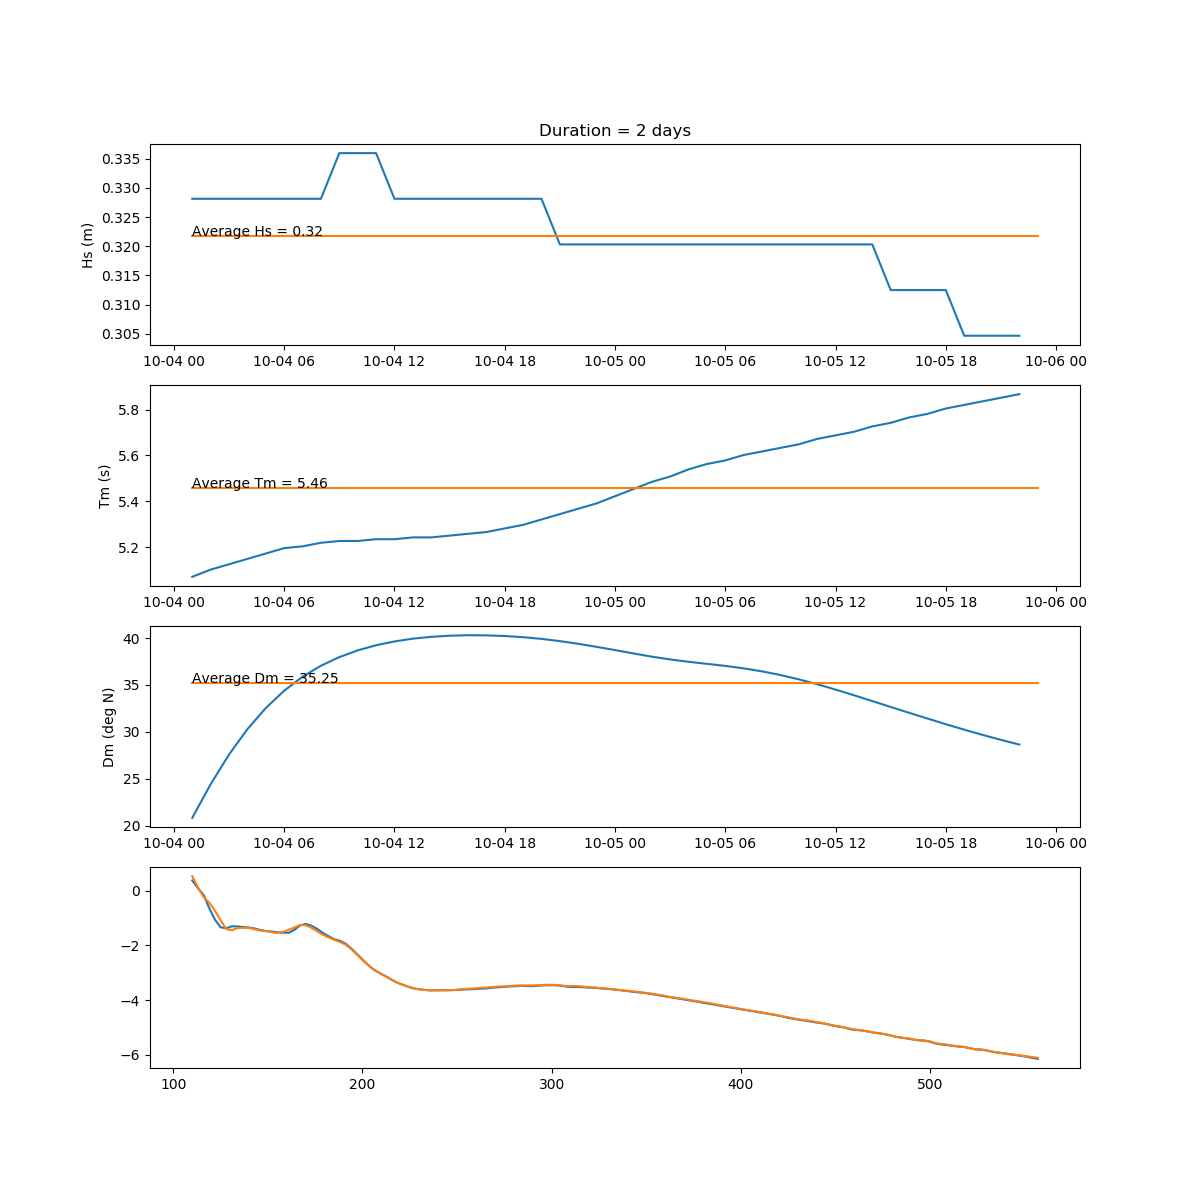 Duration = 2 days
0.335
0.330
0.325
0.320
0.315
0.310
0.305
Hs (m)
Average Hs = 0.32
10-04 00 10-04 06 10-04 12 10-04 18 10-05 00 10-05 06 10-05 12 10-05 18 10-06 00
5.8
5.6
5.4
5.2
Tm (s)
Average Tm = 5.46
10-04 00 10-04 06 10-04 12 10-04 18 10-05 00 10-05 06 10-05 12 10-05 18 10-06 00
40
35
30
25
20
Dm (deg N)
Average Dm = 35.25
10-04 00 10-04 06 10-04 12 10-04 18 10-05 00 10-05 06 10-05 12 10-05 18 10-06 00
0
−2
−4
−6
100 200 300 400 500